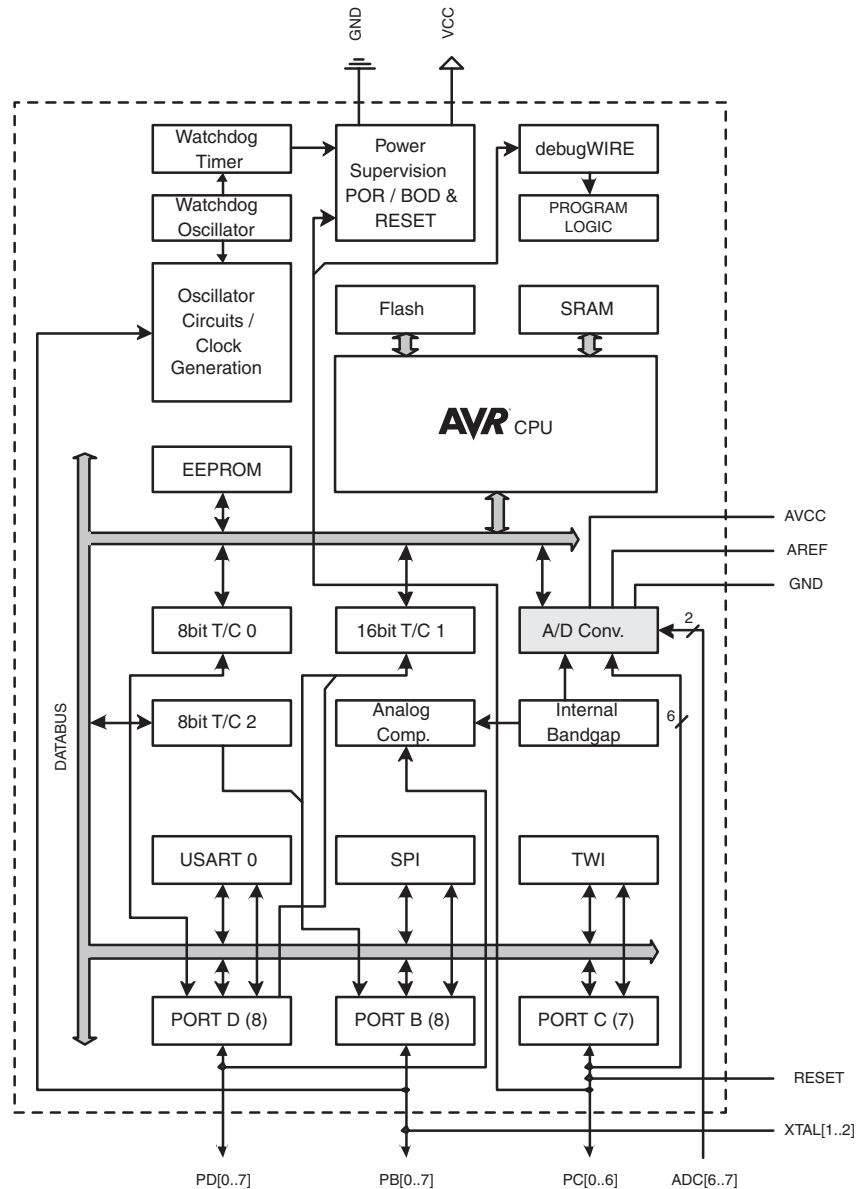 GND
VCC
Watchdog
Timer
Power
Supervision
POR / BOD &
RESET
debugWIRE
Watchdog
Oscillator
PROGRAM
LOGIC
Oscillator
Circuits /
Clock
Generation
Flash
SRAM
AVR CPU
EEPROM
AVCC
AREF
GND
8bit T/C 0
16bit T/C 1
A/D Conv.
2
8bit T/C 2
Analog
Comp.
Internal
Bandgap
6
DATABUS
USART 0
SPI
TWI
PORT D (8)
PORT B (8)
PORT C (7)
RESET
XTAL[1..2]
PD[0..7]
PB[0..7]
PC[0..6]
ADC[6..7]